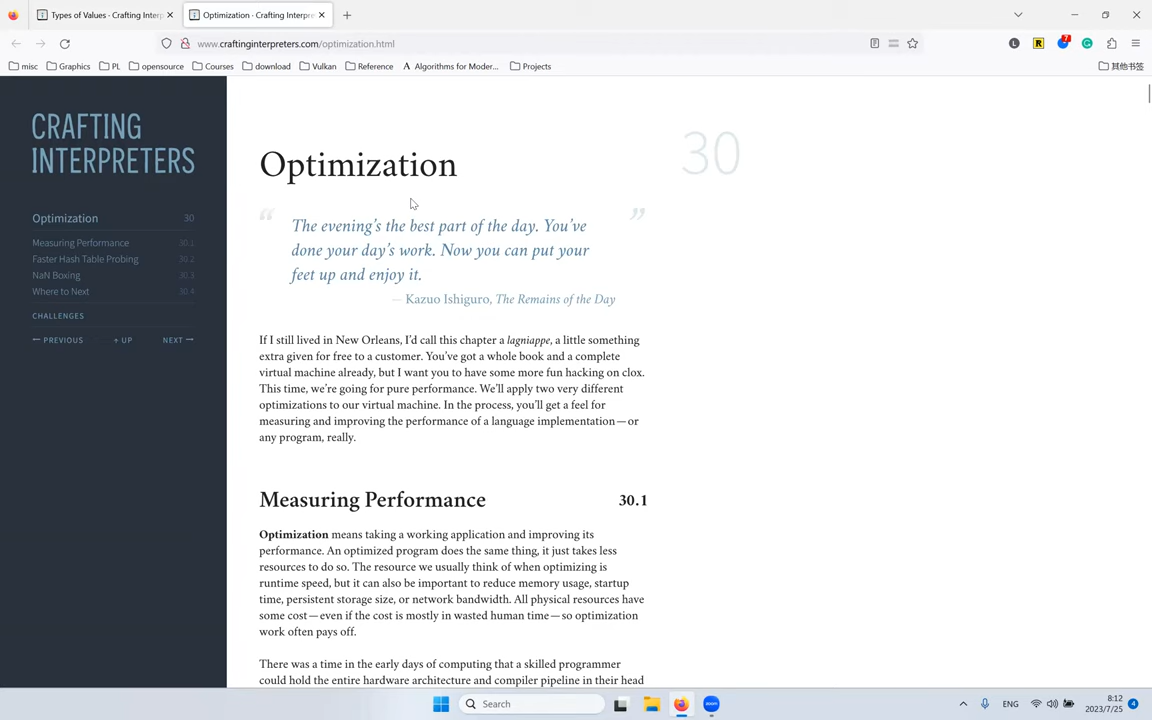 Types of Values - Crafting Interp
Optimization - Crafting Interpre
www.craftinginterpreters.com/optimization.html
7
misc
Graphics
PL
opensource
Courses
download
Vulkan
Reference
Algorithms for Moder...
Projects
其他书签
CRAFTING
INTERPRETERS
Optimization 30
Measuring Performance 30.1
Faster Hash Table Probing 30.2
NaN Boxing 30.3
Where to Next 30.4
CHALLENGES
← PREVIOUS ↑ UP NEXT →
30
Optimization
“ The evening’s the best part of the day. You’ve ”
done your day’s work. Now you can put your
feet up and enjoy it.
— Kazuo Ishiguro, The Remains of the Day
If I still lived in New Orleans, I’d call this chapter a lagniappe, a little something
extra given for free to a customer. You’ve got a whole book and a complete
virtual machine already, but I want you to have some more fun hacking on clox.
This time, we’re going for pure performance. We’ll apply two very different
optimizations to our virtual machine. In the process, you’ll get a feel for
measuring and improving the performance of a language implementation—or
any program, really.
Measuring Performance 30.1
Optimization means taking a working application and improving its
performance. An optimized program does the same thing, it just takes less
resources to do so. The resource we usually think of when optimizing is
runtime speed, but it can also be important to reduce memory usage, startup
time, persistent storage size, or network bandwidth. All physical resources have
some cost—even if the cost is mostly in wasted human time—so optimization
work often pays off.
There was a time in the early days of computing that a skilled programmer
could hold the entire hardware architecture and compiler pipeline in their head
Search
zoom
ENG
8:12
2023/7/25
4